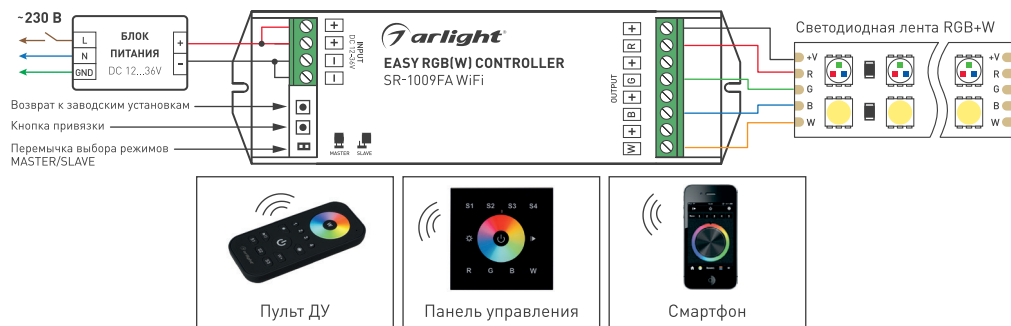 ~230 В
L
N
GND
БЛОК
ПИТАНИЯ
DC 12...36V
+
−
Возврат к заводским установкам
Кнопка привязки
Перемычка выбора режимов
MASTER/SLAVE
+
+
−
−
INPUT
DC 12-36V
MASTER
SLAVE
arlight®
EASY RGB(W) CONTROLLER
SR-1009FA WiFi
OUTPUT
+
R
+
G
+
B
+
W
Светодиодная лента RGB+W
+V
R
G
B
W
+V
R
G
B
W
Пульт ДУ
S1 S2 S3 S4
R G B W
Панель управления
Смартфон